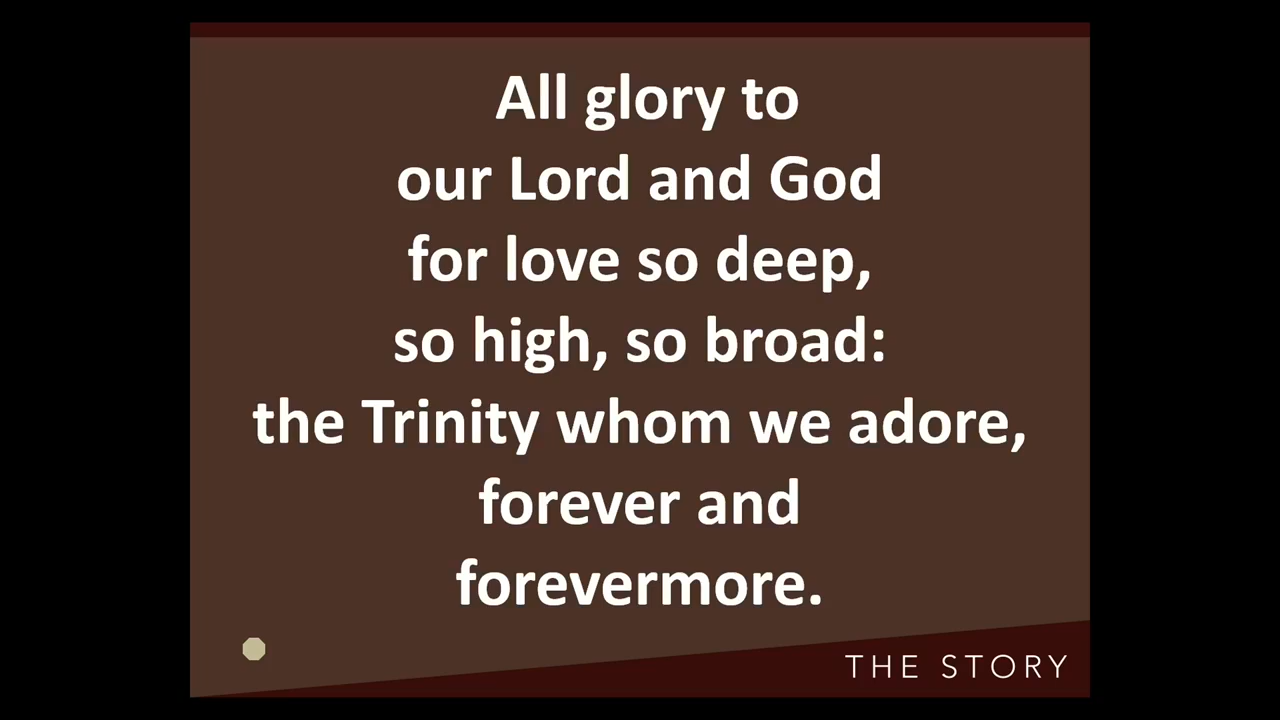 All glory to
our Lord and God
for love so deep,
so high, so broad:
the Trinity whom we adore,
forever and
forevermore.
THE STORY